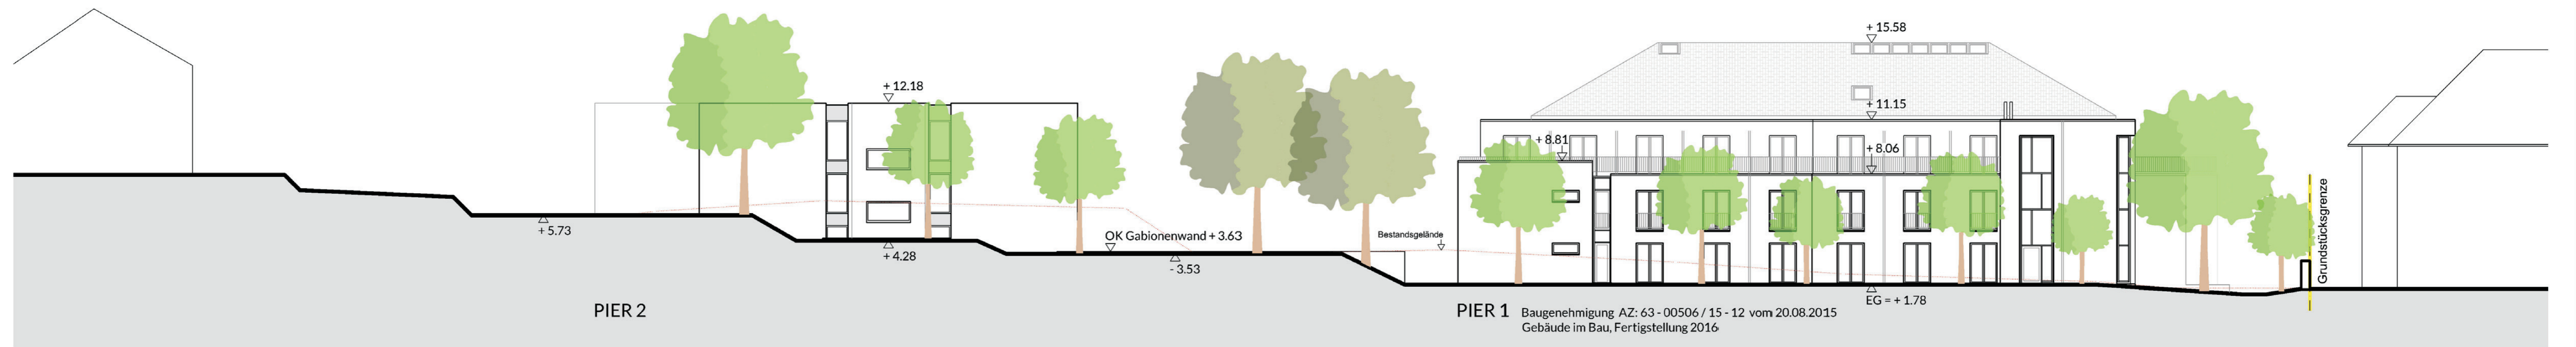 + 15.58
+ 12.18
+ 11.15
+ 8.81
+ 8.06
OK Gabionenwand + 3.63
Bestandsgelände
Grundstücksgrenze
+ 5.73
+ 4.28
- 3.53
EG = + 1.78
PIER 2
PIER 1
Baugenehmigung AZ: 63 - 00506 / 15 - 12 vom 20.08.2015
Gebäude im Bau, Fertigstellung 2016